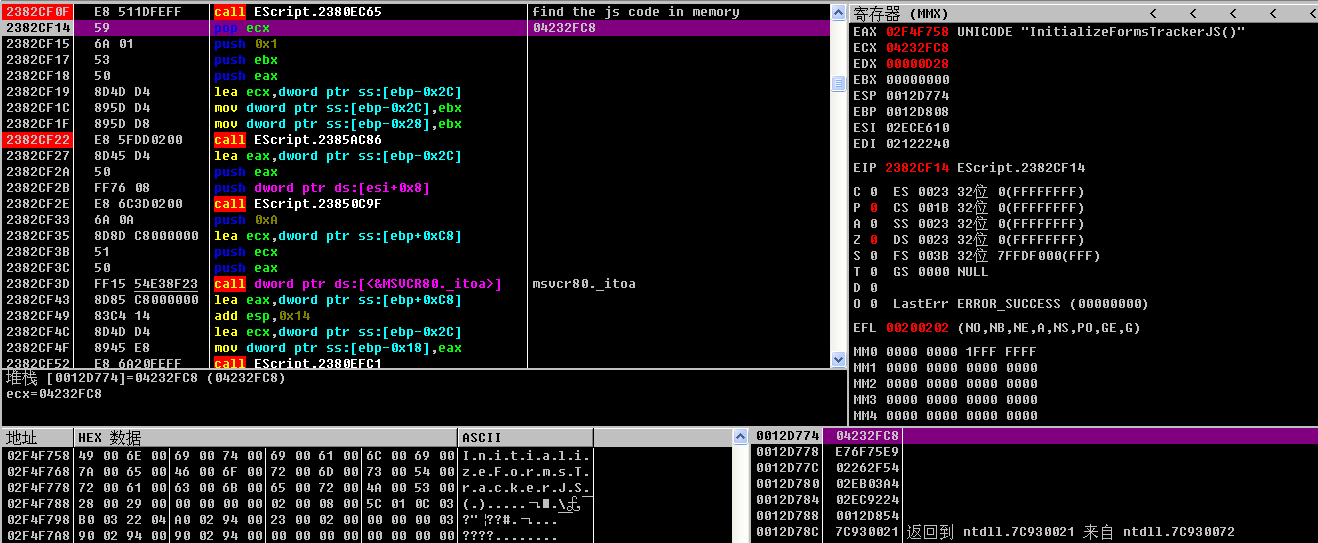 2382CF0F E8 511DFEFF call EScript.2380EC65 find the js code in memory
2382CF14 59 pop ecx 04232FC8
2382CF15 6A 01 push 0x1
2382CF17 53 push ebx
2382CF18 50 push eax
2382CF19 8D4D D4 lea ecx,dword ptr ss:[ebp-0x2C]
2382CF1C 895D D4 mov dword ptr ss:[ebp-0x2C],ebx
2382CF1F 895D D8 mov dword ptr ss:[ebp-0x28],ebx
2382CF22 E8 5FDD0200 call EScript.2385AC86
2382CF27 8D45 D4 lea eax,dword ptr ss:[ebp-0x2C]
2382CF2A 50 push eax
2382CF2B FF76 08 push dword ptr ds:[esi+0x8]
2382CF2E E8 6C3D0200 call EScript.23850C9F
2382CF33 6A 0A push 0xA
2382CF35 8D8D C8000000 lea ecx,dword ptr ss:[ebp+0xC8]
2382CF3B 51 push ecx
2382CF3C 50 push eax
2382CF3D FF15 54E38F23 call dword ptr ds:[<&MSVCR80._itoa>] msvcr80._itoa
2382CF43 8D85 C8000000 lea eax,dword ptr ss:[ebp+0xC8]
2382CF49 83C4 14 add esp,0x14
2382CF4C 8D4D D4 lea ecx,dword ptr ss:[ebp-0x2C]
2382CF4F 8945 E8 mov dword ptr ss:[ebp-0x18],eax
2382CF52 E8 6A20FEFF call EScript.2380EFC1
堆栈 [0012D774]=04232FC8 (04232FC8)
ecx=04232FC8
寄存器 (MMX) < < < < <
EAX 02F4F758 UNICODE "InitializeFormsTrackerJS()"
ECX 04232FC8
EDX 00000D28
EBX 00000000
ESP 0012D774
EBP 0012D808
ESI 02ECE610
EDI 02122240
EIP 2382CF14 EScript.2382CF14
C 0 ES 0023 32位 0(FFFFFFFF)
P 0 CS 001B 32位 0(FFFFFFFF)
A 0 SS 0023 32位 0(FFFFFFFF)
Z 0 DS 0023 32位 0(FFFFFFFF)
S 0 FS 003B 32位 7FFDF000(FFF)
T 0 GS 0000 NULL
D 0
O 0 LastErr ERROR_SUCCESS (00000000)
EFL 00200202 (NO,NB,NE,A,NS,PO,GE,G)
MM0 0000 0000 1FFF FFFF
MM1 0000 0000 0000 0000
MM2 0000 0000 0000 0000
MM3 0000 0000 0000 0000
MM4 0000 0000 0000 0000
地址 HEX 数据 ASCII
02F4F758 49 00 6E 00 69 00 74 00 69 00 61 00 6C 00 69 00 I.n.i.t.i.a.l.i.
02F4F768 7A 00 65 00 46 00 6F 00 72 00 6D 00 73 00 54 00 z.e.F.o.r.m.s.T.
02F4F778 72 00 61 00 63 00 6B 00 65 00 72 00 4A 00 53 00 r.a.c.k.e.r.J.S.
02F4F788 28 00 29 00 00 00 00 00 02 00 08 00 5C 01 0C 03
02F4F798 B0 03 22 04 A0 02 94 00 23 00 02 00 00 00 00 03
02F4F7A8 90 02 94 00 90 02 94 00 00 00 00 00 00 00 00 00 ????........
0012D774 04232FC8
0012D778 E76F75E9
0012D77C 02262F54
0012D780 02EB03A4
0012D784 02EC9224
0012D788 0012D854
0012D78C 7C930021 返回到 ntdll.7C930021 来自 ntdll.7C930072